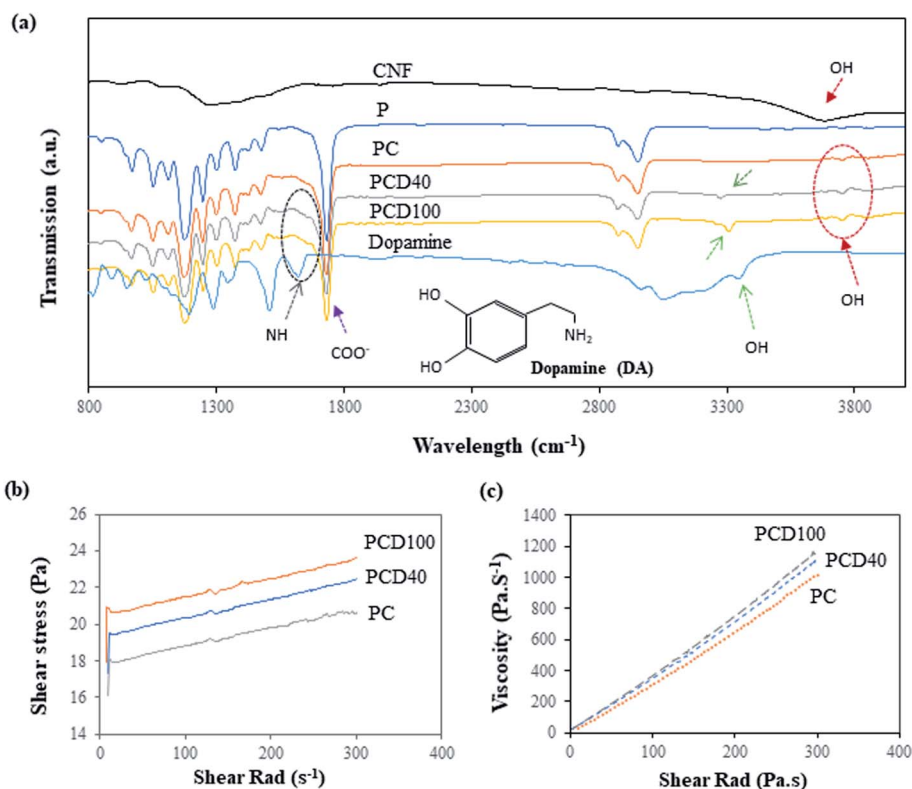 (a)
Transmission (a.u.)
CNF
OH
P
PC
PCD40
PCD100
Dopamine
NH
COO⁻
HO
HO
NH₂
Dopamine (DA)
OH
OH
800 1300 1800 2300 2800 3300 3800
Wavelength (cm⁻¹)
(b)
Shear stress (Pa)
26
24
22
20
18
16
14
PCD100
PCD40
PC
0 100 200 300 400
Shear Rad (s⁻¹)
(c)
Viscosity (Pa.S⁻¹)
1400
1200
1000
800
600
400
200
0
PCD100
PCD40
PC
0 100 200 300 400
Shear Rad (Pa.s)